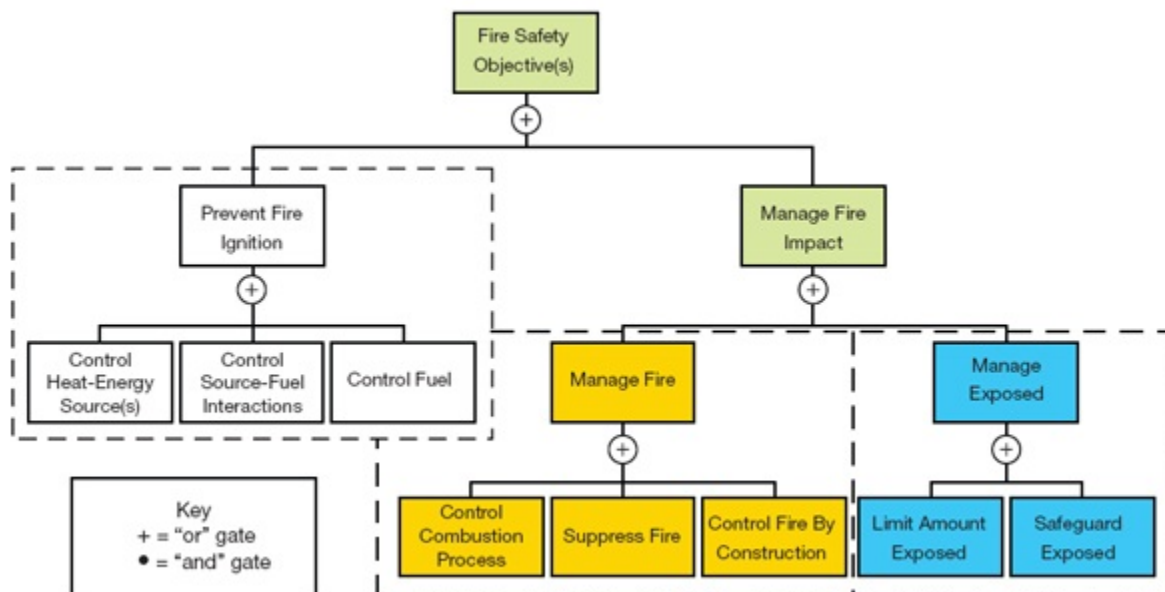 Fire Safety
Objective(s)
+
Prevent Fire
Ignition
Manage Fire
Impact
+
+
Control
Heat-Energy
Source(s)
Control
Source-Fuel
Interactions
Control Fuel
Manage Fire
Manage
Exposed
+
+
Key
+ = “or” gate
● = “and” gate
Control
Combustion
Process
Suppress Fire
Control Fire By
Construction
Limit Amount
Exposed
Safeguard
Exposed